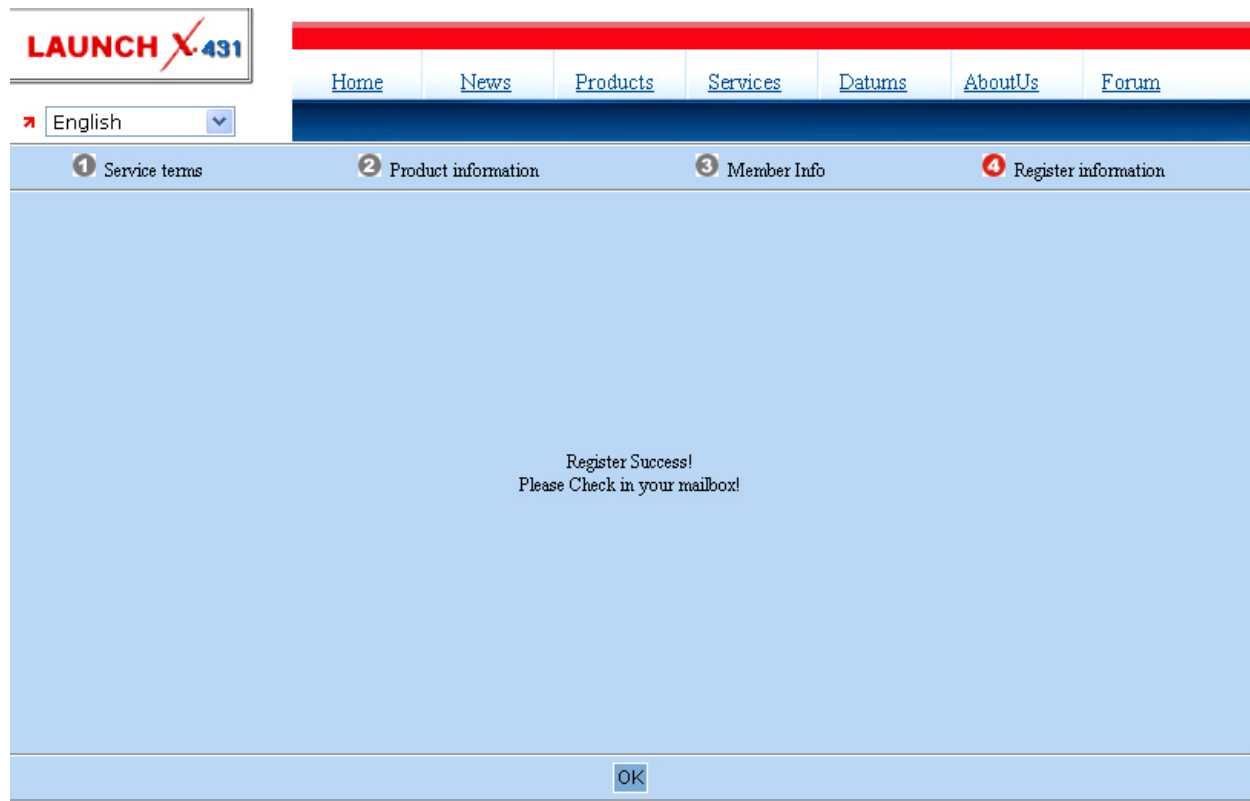 LAUNCH X-431
Home News Products Services Datums AboutUs Forum
English
1 Service terms 2 Product information 3 Member Info 4 Register information
Register Success!
Please Check in your mailbox!
OK